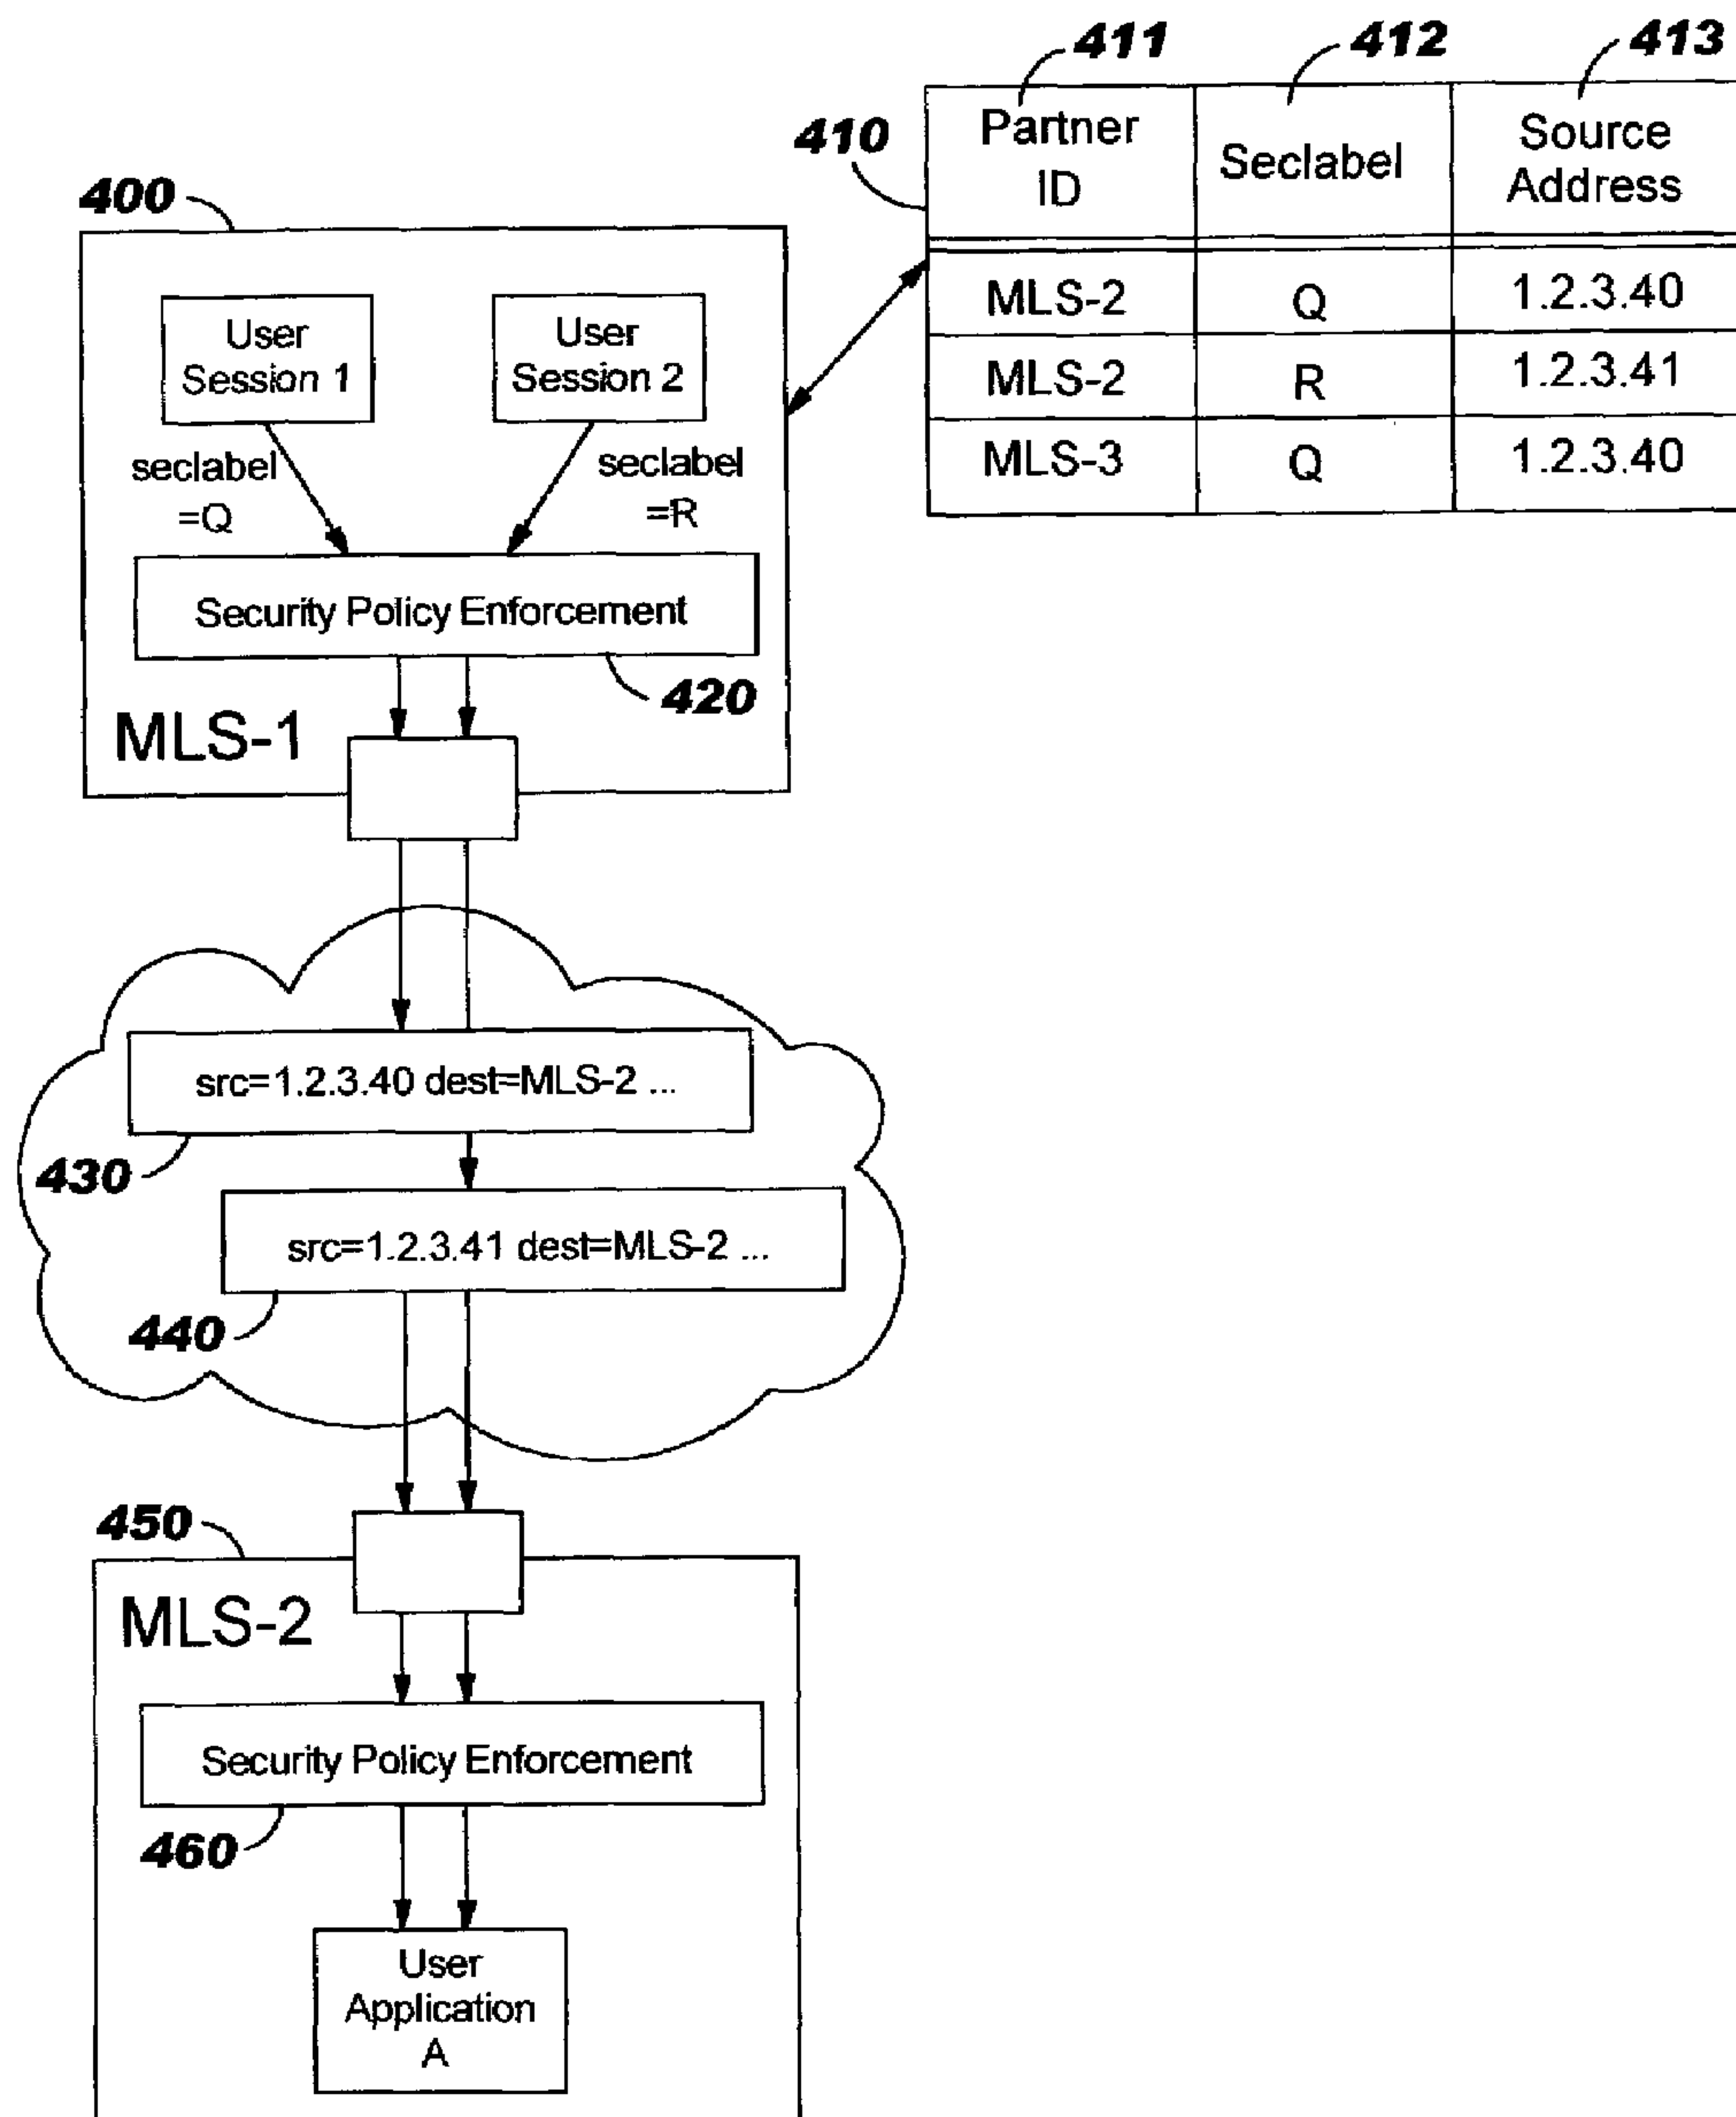 411
412
413
410
Partner
ID
Seclabel
Source
Address
MLS-2
Q
1.2.3.40
MLS-2
R
1.2.3.41
MLS-3
Q
1.2.3.40
400
User
Session 1
User
Session 2
seclabel
=Q
seclabel
=R
Security Policy Enforcement
420
MLS-1
src=1.2.3.40 dest=MLS-2 ...
430
src=1.2.3.41 dest=MLS-2 ...
440
450
MLS-2
Security Policy Enforcement
460
User
Application
A